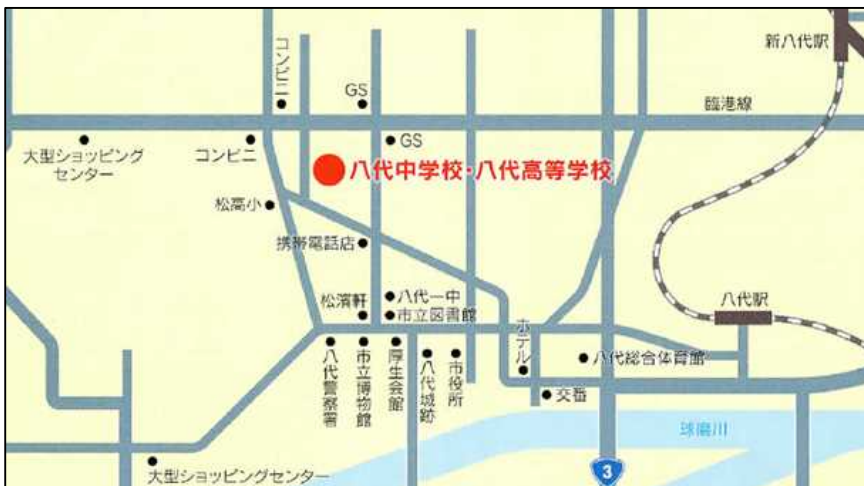 新八代駅
コンビニ
GS
臨港線
GS
大型ショッピング
センター
コンビニ
八代中学校・八代高等学校
松高小
携帯電話店
八代一中
松濱軒
市立図書館
八代駅
ホテル
八代総合体育館
八代警察署
市立博物館
厚生会館
八代城跡
市役所
交番
球磨川
大型ショッピングセンター
3